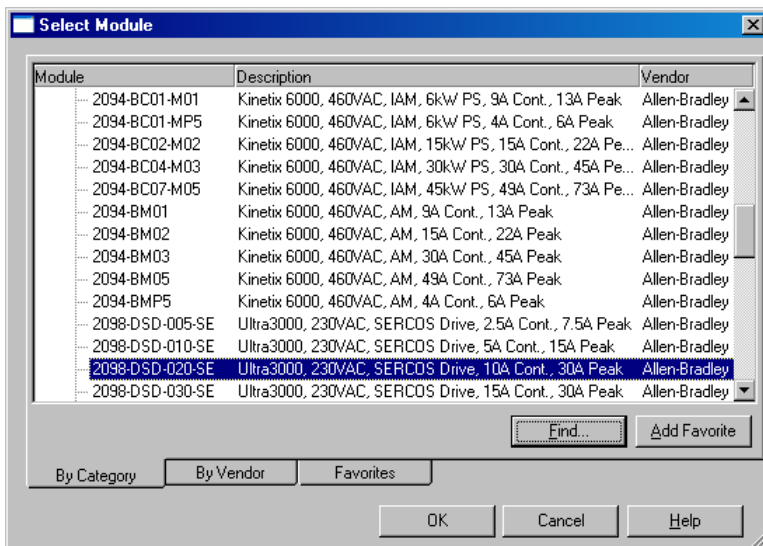 Select Module
Module Description Vendor
2094-BC01-M01 Kinetix 6000, 460VAC, IAM, 6kW PS, 9A Cont., 13A Peak Allen-Bradley
2094-BC01-MP5 Kinetix 6000, 460VAC, IAM, 6kW PS, 4A Cont., 6A Peak Allen-Bradley
2094-BC02-M02 Kinetix 6000, 460VAC, IAM, 15kW PS, 15A Cont., 22A Pe... Allen-Bradley
2094-BC04-M03 Kinetix 6000, 460VAC, IAM, 30kW PS, 30A Cont., 45A Pe... Allen-Bradley
2094-BC07-M05 Kinetix 6000, 460VAC, IAM, 45kW PS, 49A Cont., 73A Pe... Allen-Bradley
2094-BM01 Kinetix 6000, 460VAC, AM, 9A Cont., 13A Peak Allen-Bradley
2094-BM02 Kinetix 6000, 460VAC, AM, 15A Cont., 22A Peak Allen-Bradley
2094-BM03 Kinetix 6000, 460VAC, AM, 30A Cont., 45A Peak Allen-Bradley
2094-BM05 Kinetix 6000, 460VAC, AM, 49A Cont., 73A Peak Allen-Bradley
2094-BMP5 Kinetix 6000, 460VAC, AM, 4A Cont., 6A Peak Allen-Bradley
2098-DSD-005-SE Ultra3000, 230VAC, SERCOS Drive, 2.5A Cont., 7.5A Peak Allen-Bradley
2098-DSD-010-SE Ultra3000, 230VAC, SERCOS Drive, 5A Cont., 15A Peak Allen-Bradley
2098-DSD-020-SE Ultra3000, 230VAC, SERCOS Drive, 10A Cont., 30A Peak Allen-Bradley
2098-DSD-030-SE Ultra3000, 230VAC, SERCOS Drive, 15A Cont., 30A Peak Allen-Bradley
Find... Add Favorite
By Category By Vendor Favorites
OK Cancel Help